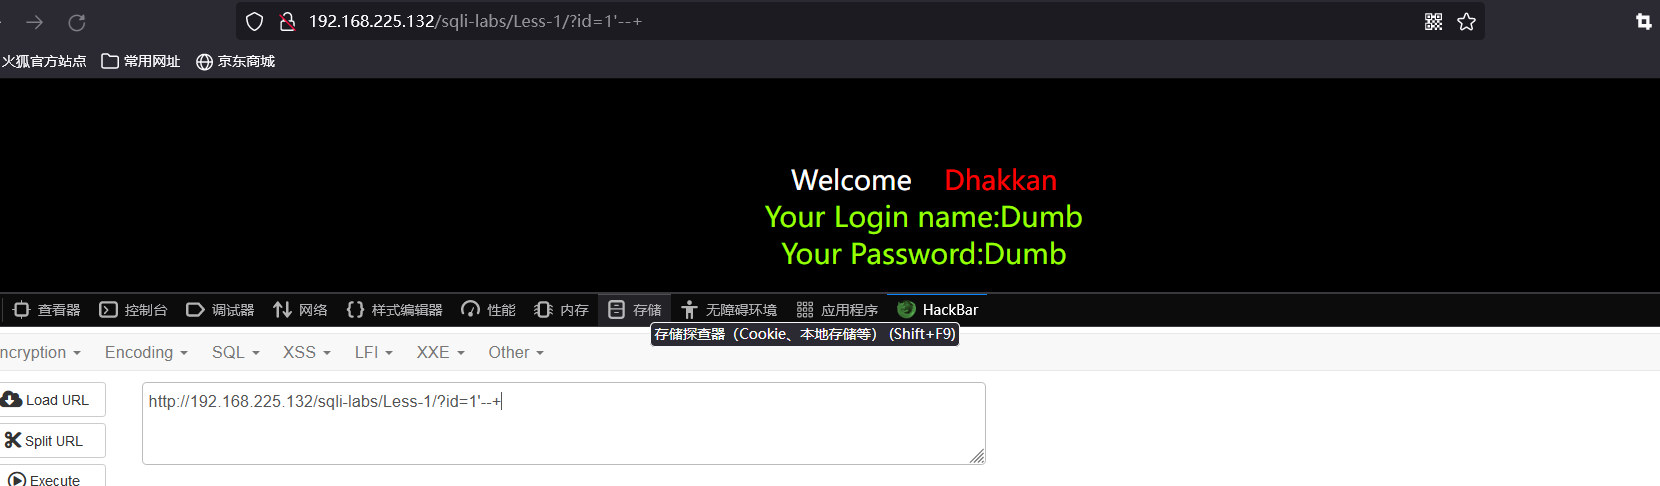 192.168.225.132/sqli-labs/Less-1/?id=1'--+
火狐官方站点 常用网址 京东商城
Welcome Dhakkan
Your Login name:Dumb
Your Password:Dumb
查看器 控制台 调试器 网络 {} 样式编辑器 性能 内存 存储 无障碍环境 应用程序 HackBar
存储探查器（Cookie、本地存储等） (Shift+F9)
ncryption Encoding SQL XSS LFI XXE Other
Load URL
http://192.168.225.132/sqli-labs/Less-1/?id=1'--+
Split URL
Execute